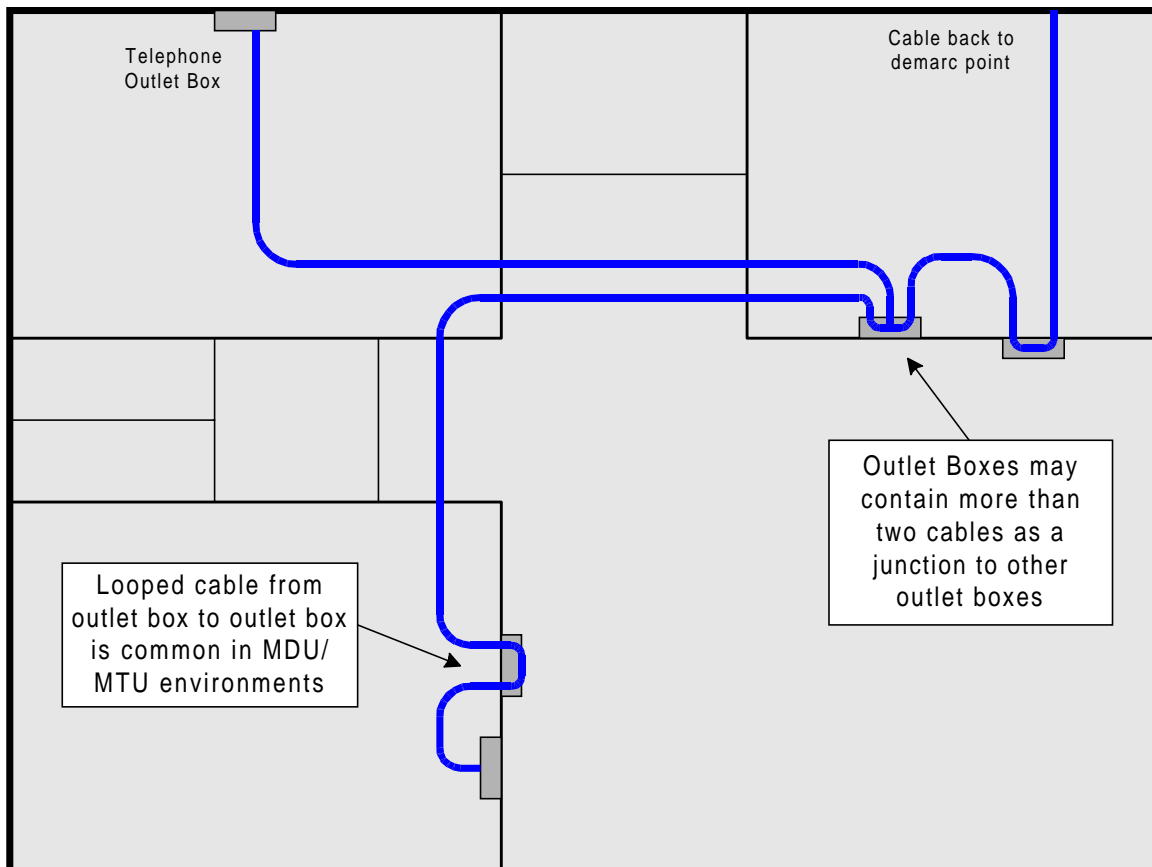 Telephone
Outlet Box
Cable back to
demarc point
Outlet Boxes may
contain more than
two cables as a
junction to other
outlet boxes
Looped cable from
outlet box to outlet box
is common in MDU/
MTU environments